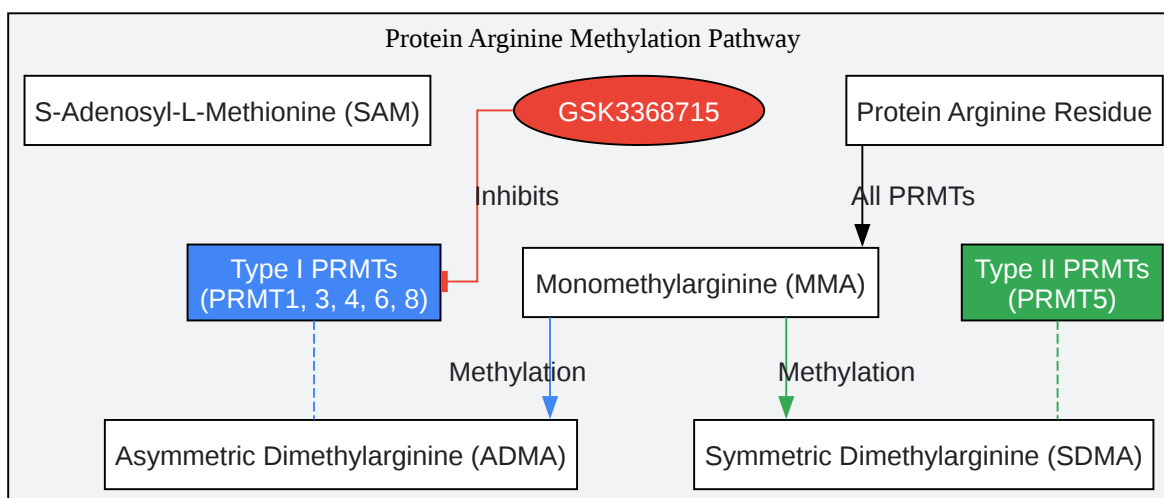 Protein Arginine Methylation Pathway
S-Adenosyl-L-Methionine (SAM)
GSK3368715
Protein Arginine Residue
Inhibits
All PRMTs
Type I PRMTs
(PRMT1, 3, 4, 6, 8)
Monomethylarginine (MMA)
Type II PRMTs
(PRMT5)
Methylation
Methylation
Asymmetric Dimethylarginine (ADMA)
Symmetric Dimethylarginine (SDMA)